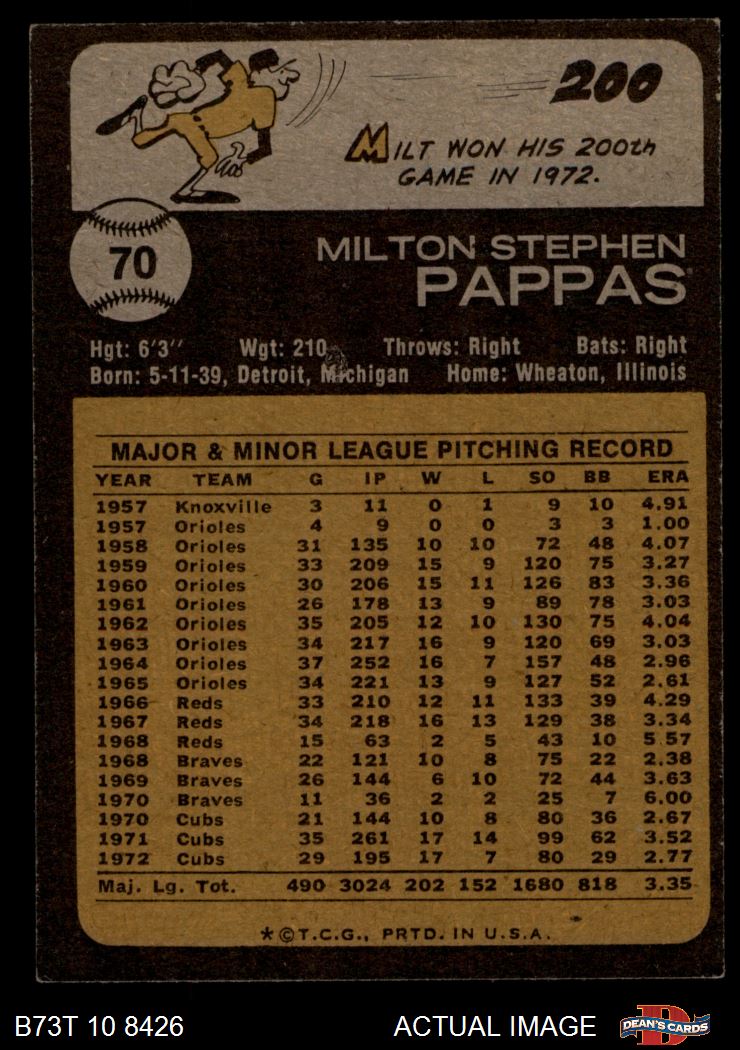 200
MILT WON HIS 200th
GAME IN 1972.
70
MILTON STEPHEN
PAPPAS
Hgt: 6'3" Wgt: 210 Throws: Right Bats: Right
Born: 5-11-39, Detroit, Michigan Home: Wheaton, Illinois
MAJOR & MINOR LEAGUE PITCHING RECORD
YEAR TEAM G IP W L SO BB ERA
1957 Knoxville 3 11 0 1 9 10 4.91
1957 Orioles 4 9 0 0 3 3 1.00
1958 Orioles 31 135 10 10 72 48 4.07
1959 Orioles 33 209 15 9 120 75 3.27
1960 Orioles 30 206 15 11 126 83 3.36
1961 Orioles 26 178 13 9 89 78 3.03
1962 Orioles 35 205 12 10 130 75 4.04
1963 Orioles 34 217 16 9 120 69 3.03
1964 Orioles 37 252 16 7 157 48 2.96
1965 Orioles 34 221 13 9 127 52 2.61
1966 Reds 33 210 12 11 133 39 4.29
1967 Reds 34 218 16 13 129 38 3.34
1968 Reds 15 63 2 5 43 10 5.57
1968 Braves 22 121 10 8 75 22 2.38
1969 Braves 26 144 6 10 72 44 3.63
1970 Braves 11 36 2 2 25 7 6.00
1970 Cubs 21 144 10 8 80 36 2.67
1971 Cubs 35 261 17 14 99 62 3.52
1972 Cubs 29 195 17 7 80 29 2.77
Maj. Lg. Tot. 490 3024 202 152 1680 818 3.35
*©T.C.G., PRTD. IN U.S.A.
B73T 10 8426 ACTUAL IMAGE DEAN'S CARDS